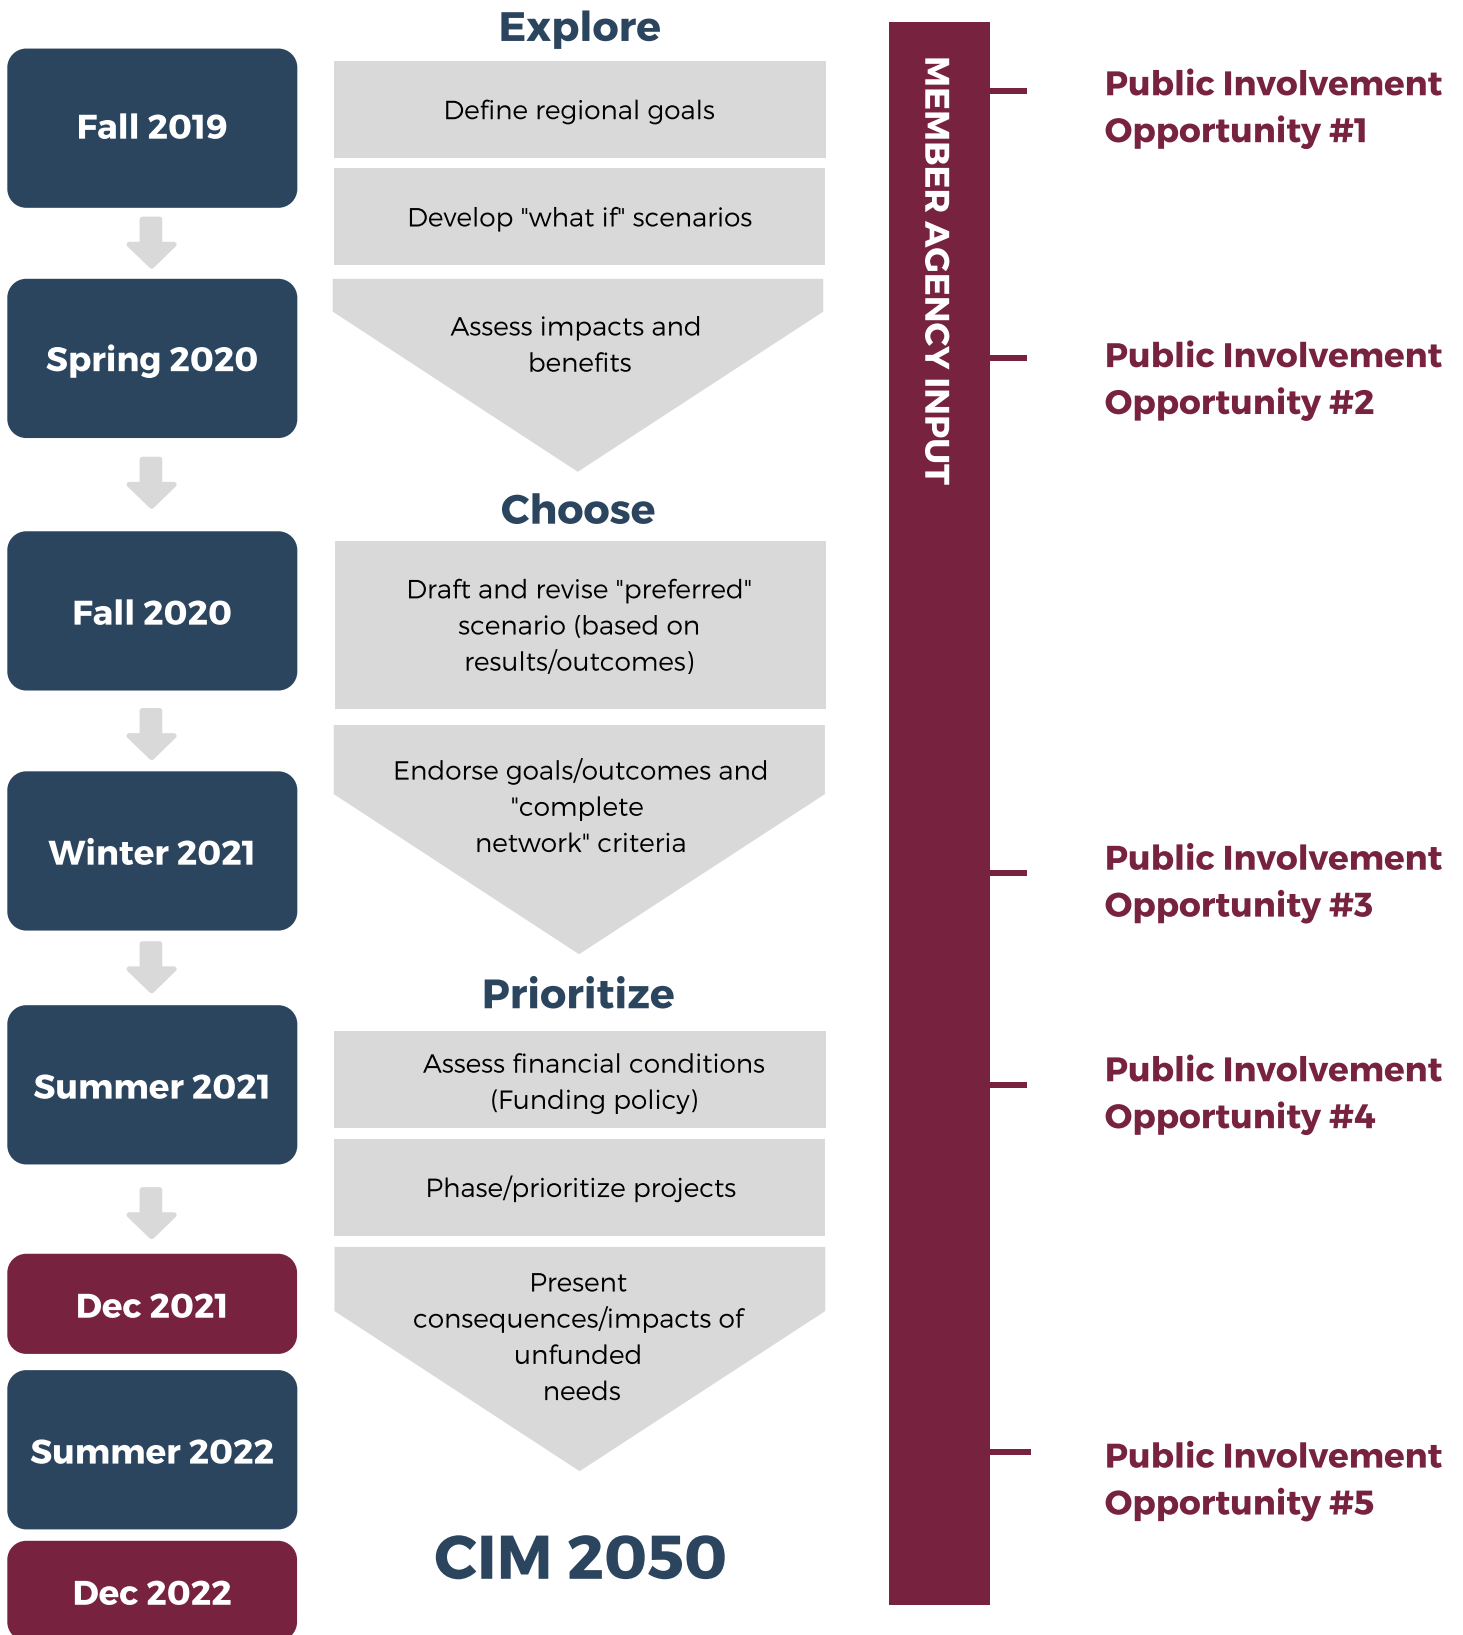 Fall 2019
Spring 2020
Fall 2020
Winter 2021
Summer 2021
Dec 2021
Summer 2022
Dec 2022
Explore
Define regional goals
Develop "what if" scenarios
Assess impacts and
benefits
Choose
Draft and revise "preferred"
scenario (based on
results/outcomes)
Endorse goals/outcomes and
"complete
network" criteria
Prioritize
Assess financial conditions
(Funding policy)
Phase/prioritize projects
Present
consequences/impacts of
unfunded
needs
CIM 2050
MEMBER AGENCY INPUT
Public Involvement
Opportunity #1
Public Involvement
Opportunity #2
Public Involvement
Opportunity #3
Public Involvement
Opportunity #4
Public Involvement
Opportunity #5